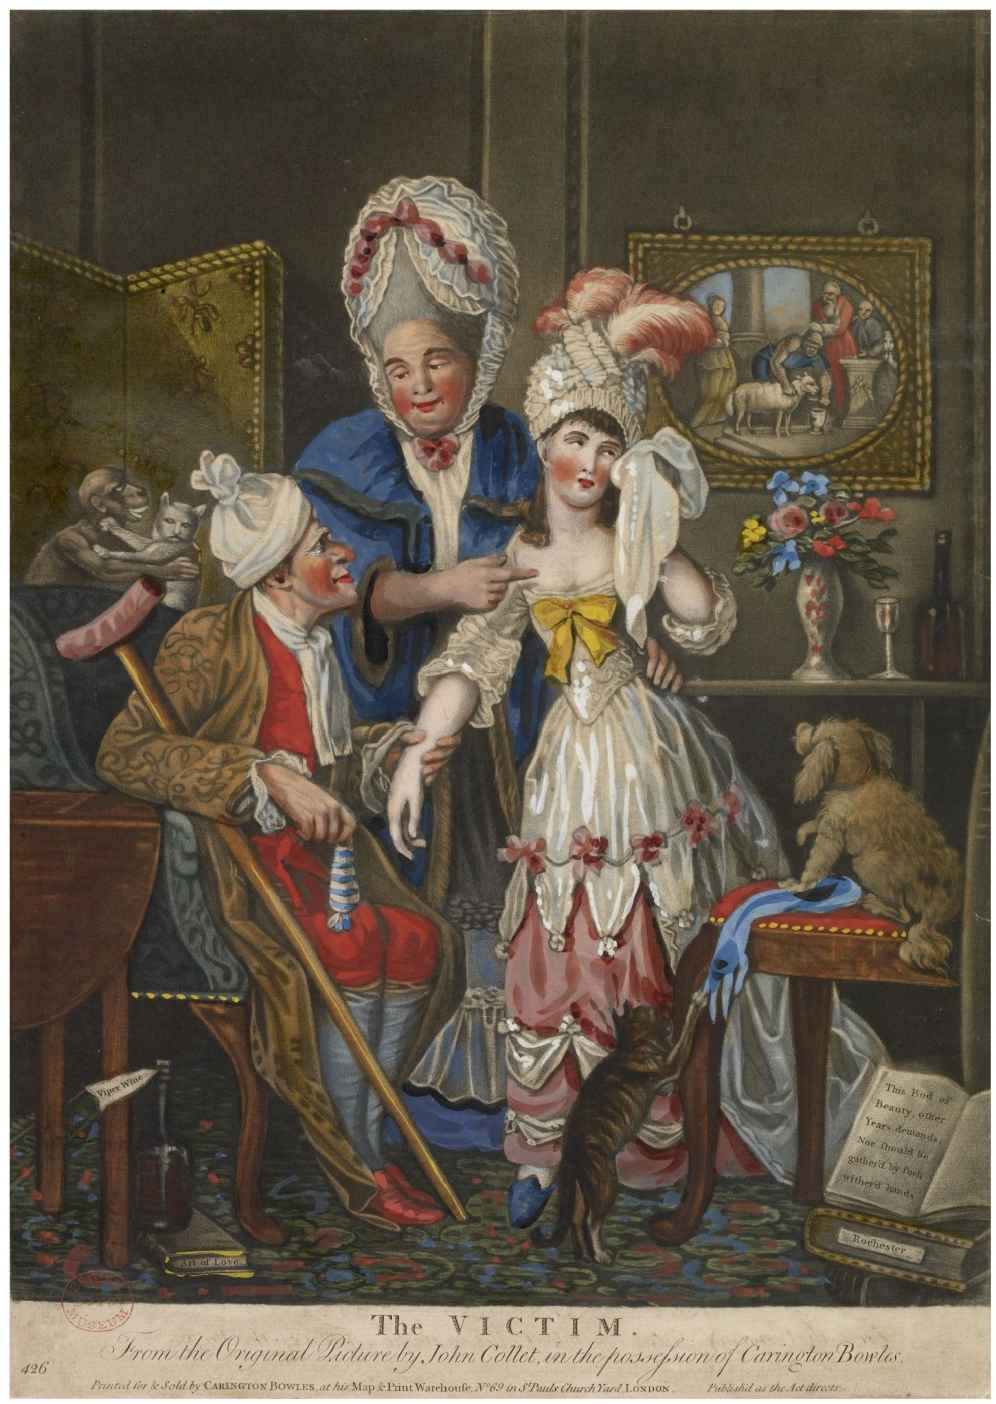 Viper Wine
Art of Love
This Bud of
Beauty, other
Years demands,
Nor should be
gather'd by such
wither'd hands,
Rochester
MUSEUM
The VICTIM.
From the Original Picture by John Collet, in the possession of Carington Bowles.
426
Printed for & Sold by CARINGTON BOWLES, at his Map & Print Warehouse, No. 69 in St. Pauls Church Yard, LONDON.
Publish'd as the Act directs